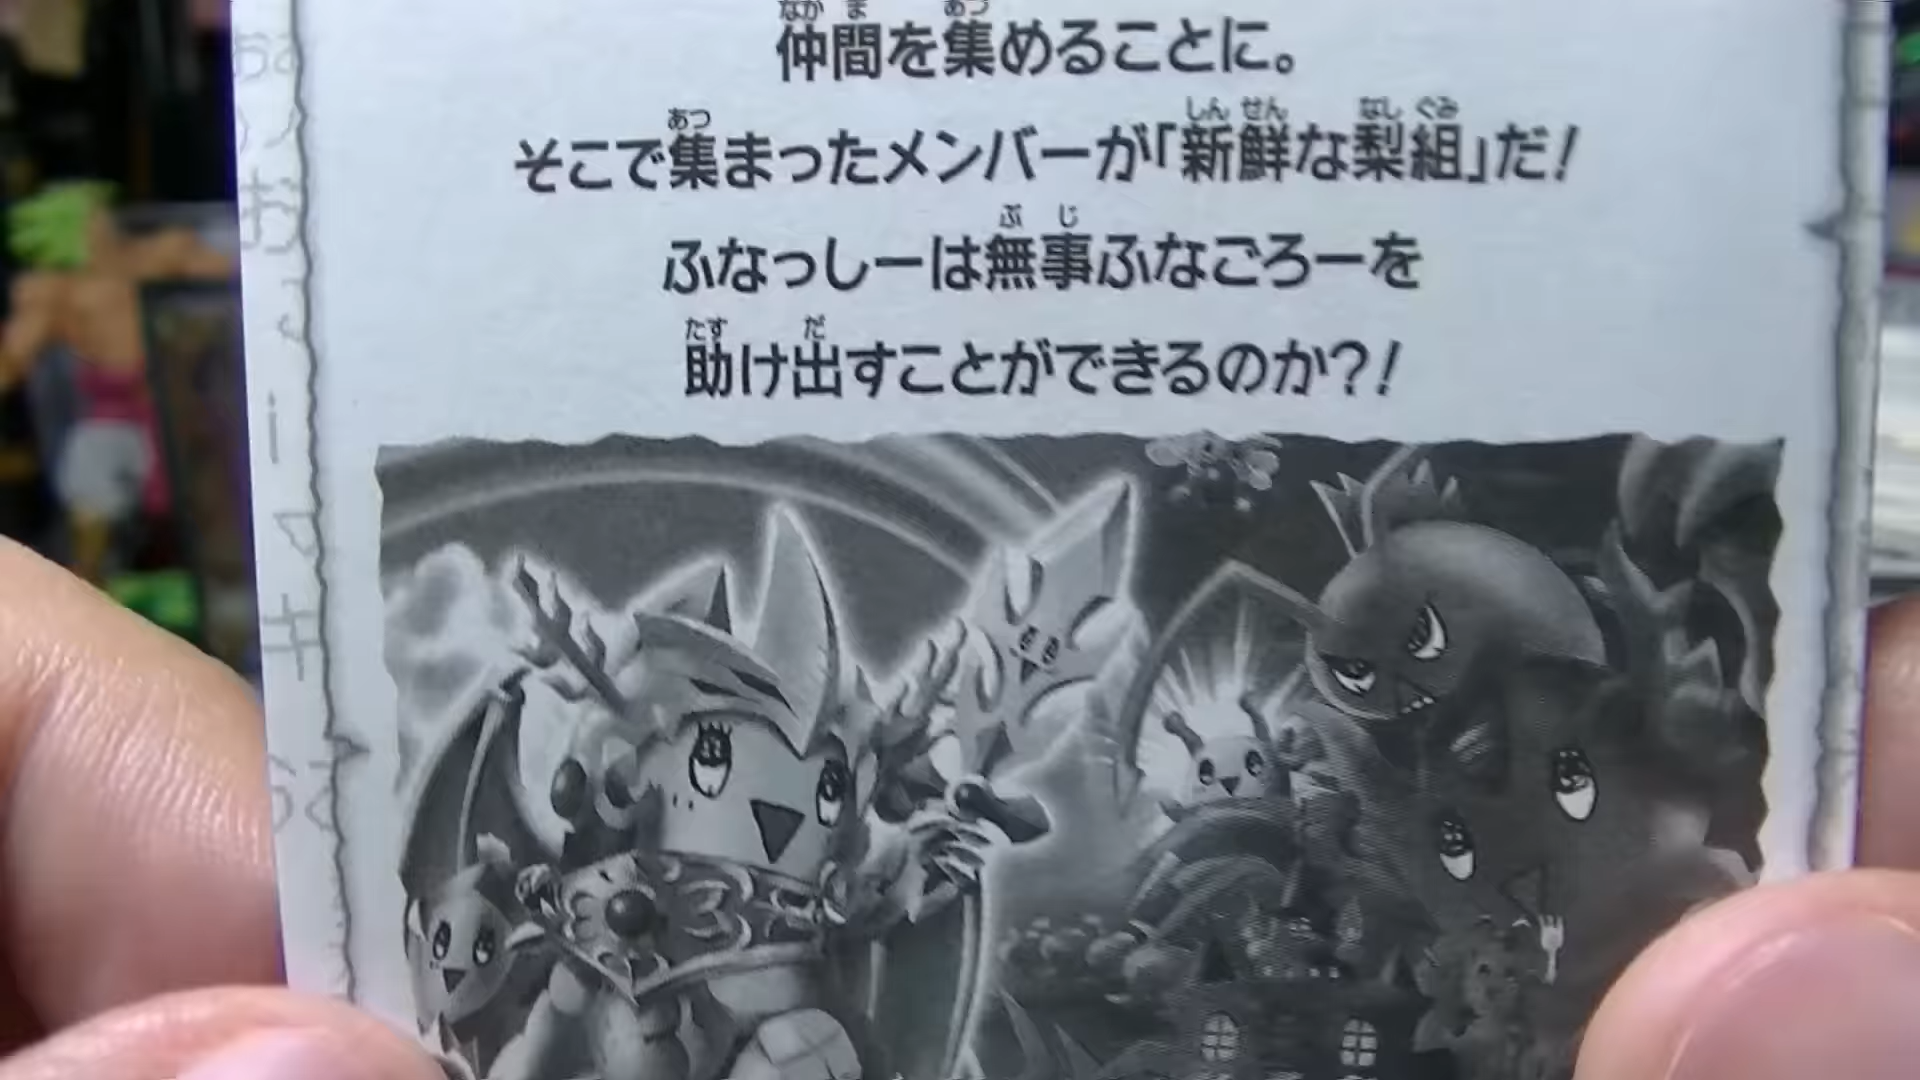 仲間を集めることに。
そこで集まったメンバーが「新鮮な梨組」だ!
ふなっしーは無事ふなごろーを
助け出すことができるのか?!